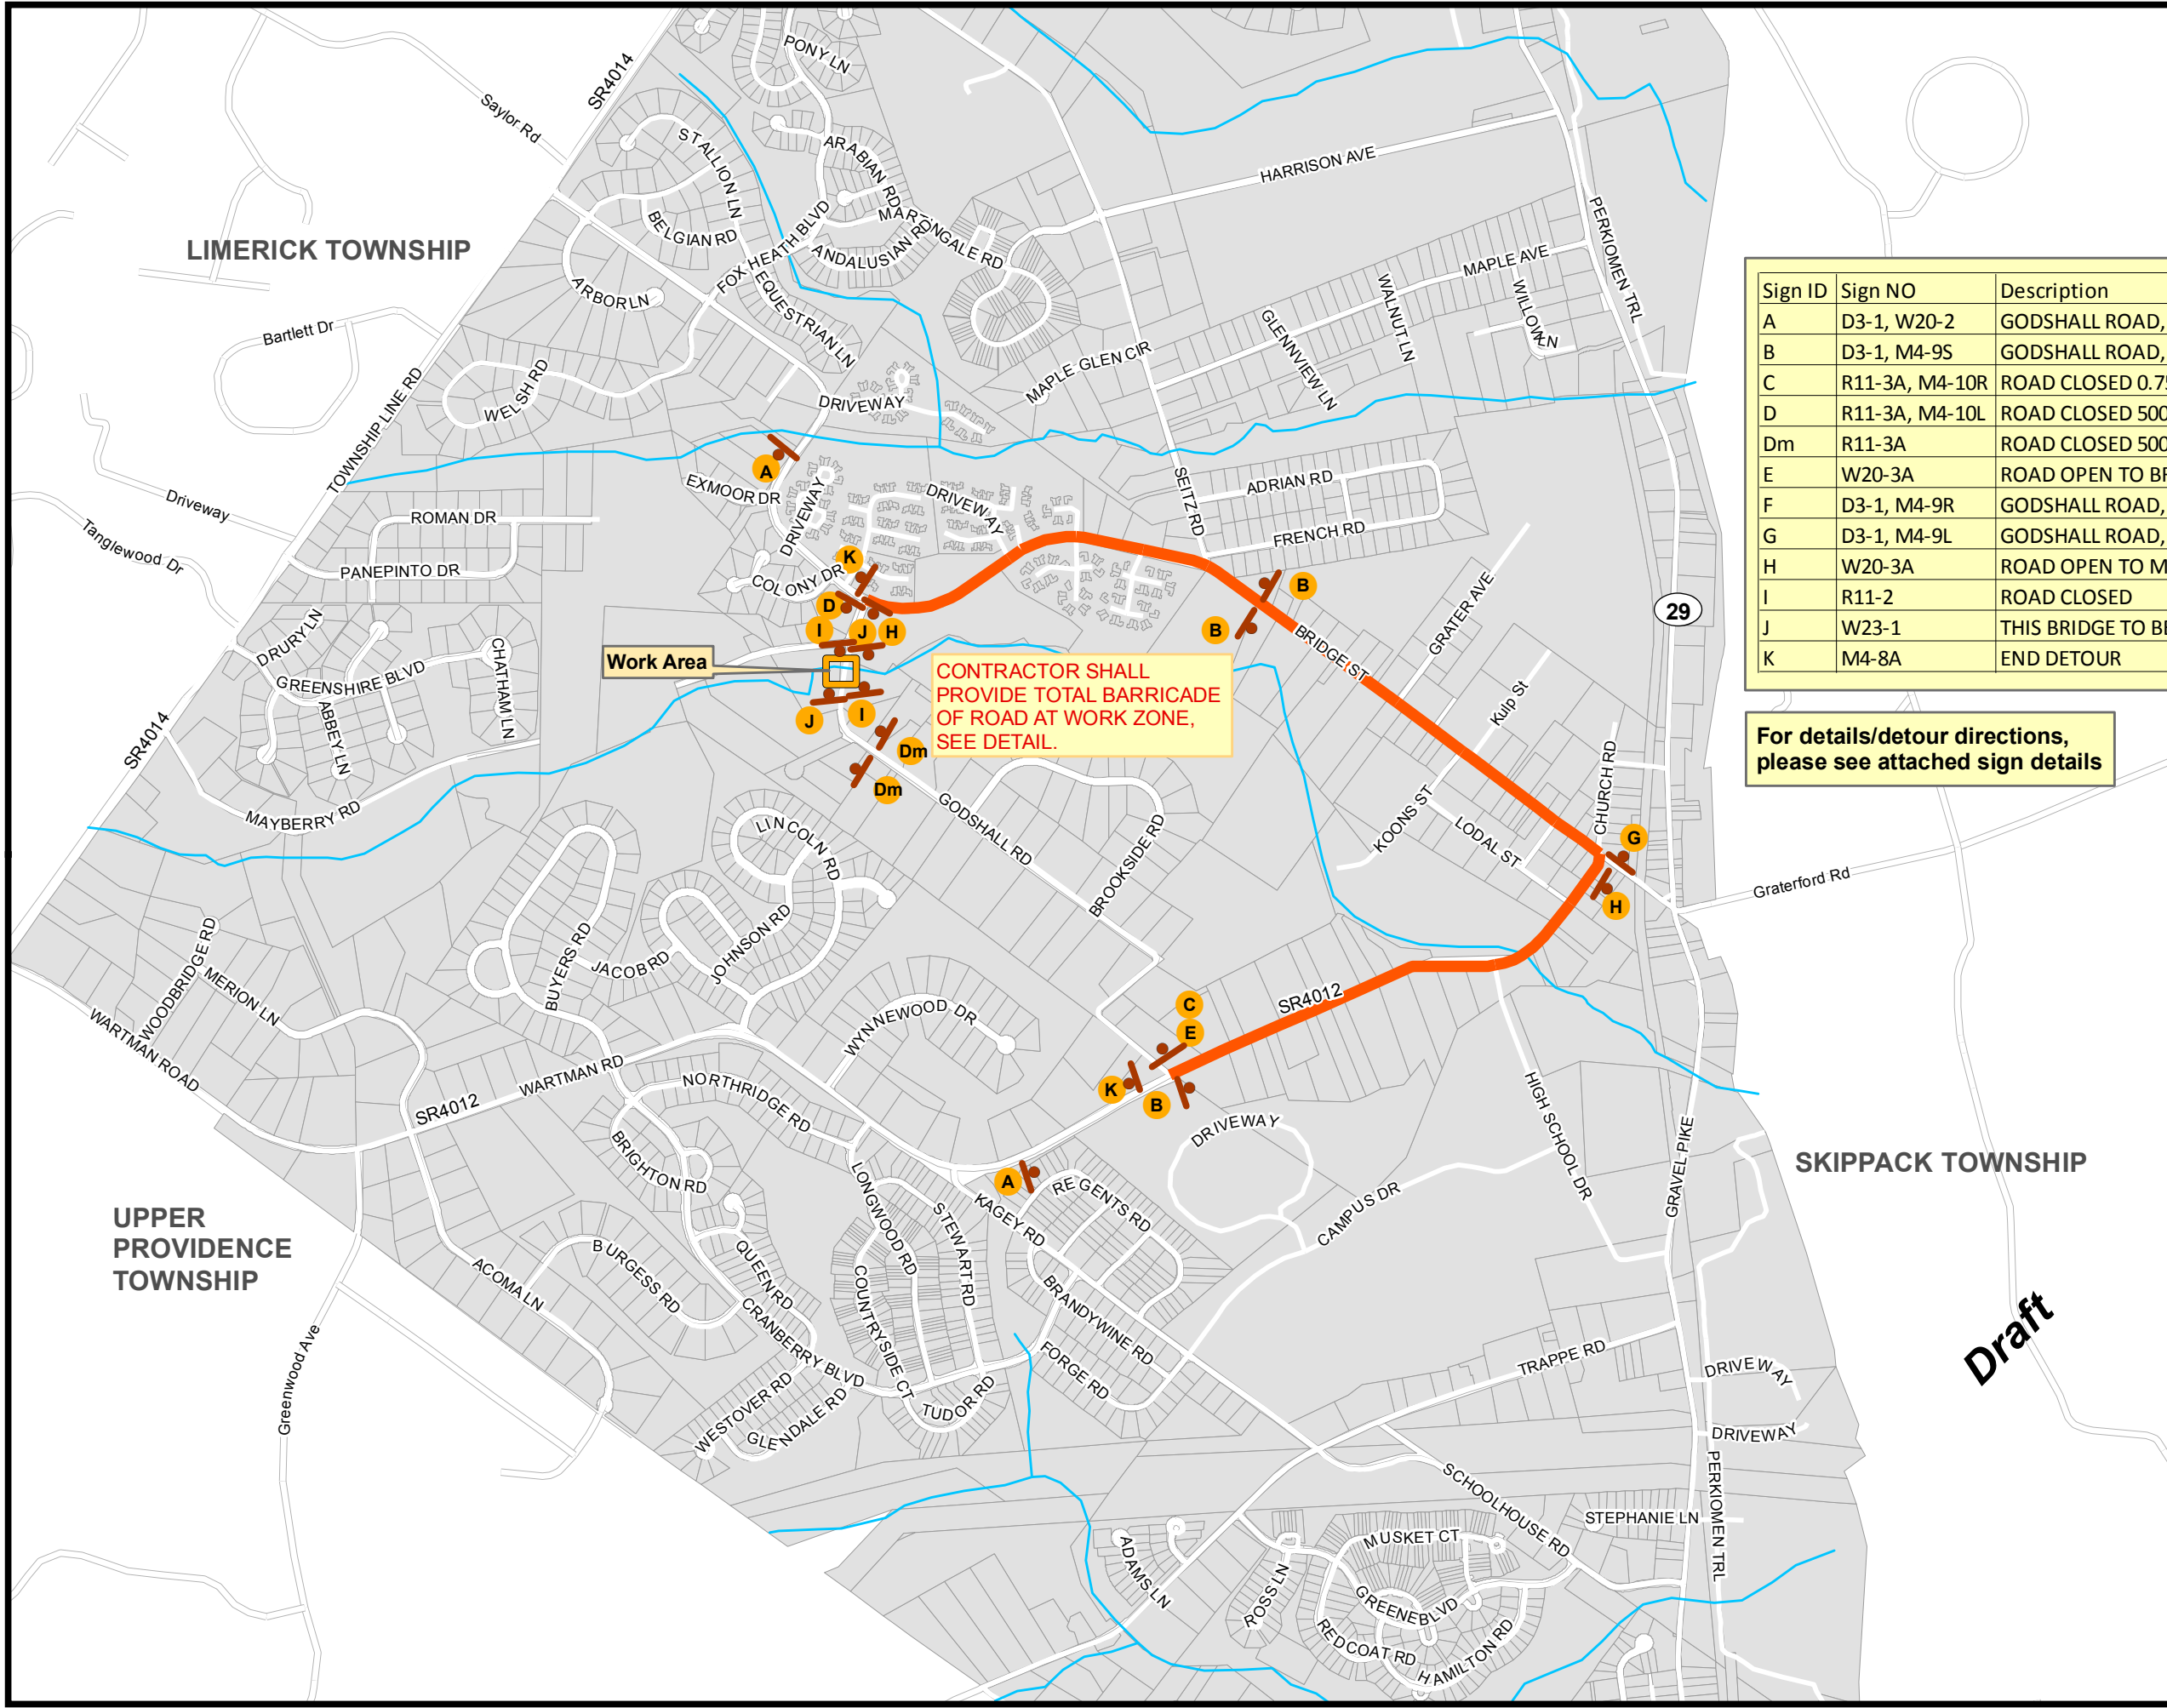 PONY LN
SR4014
Saylor Rd
STALLION LN
ARABIAN RD
HARRISON AVE
BELGIAN RD
MARTONGALE RD
ANDALUSIAN RD
PERKIOMEN TRL
LIMERICK TOWNSHIP
FOX HEATH BLVD
MAPLE AVE
ARBOR LN
EQUESTRIAN LN
WALNUT LN
WILLOW LN
GLENNVIEW LN
Bartlett Dr
MAPLE GLEN CIR
WELSH RD
DRIVEWAY
TOWNSHIP LINE RD
Sign ID Sign NO Description
A D3-1, W20-2 GODSHALL ROAD,
B D3-1, M4-9S GODSHALL ROAD,
C R11-3A, M4-10R ROAD CLOSED 0.75
D R11-3A, M4-10L ROAD CLOSED 500
Dm R11-3A ROAD CLOSED 500
E W20-3A ROAD OPEN TO BR
F D3-1, M4-9R GODSHALL ROAD,
G D3-1, M4-9L GODSHALL ROAD,
H W20-3A ROAD OPEN TO M
I R11-2 ROAD CLOSED
J W23-1 THIS BRIDGE TO BE
K M4-8A END DETOUR
For details/detour directions,
please see attached sign details
A
EXMOOR DR
DRIVEWAY
DRIVEWAY
SEITZ RD
ADRIAN RD
FRENCH RD
Driveway
Tanglewood Dr
ROMAN DR
PANEPINTO DR
COLONY DR
K
D
I
J
H
B
B
BRIDGE ST
GRATER AVE
29
Work Area
CONTRACTOR SHALL
PROVIDE TOTAL BARRICADE
OF ROAD AT WORK ZONE,
SEE DETAIL.
DRURY LN
GREENSHIRE BLVD
CHATHAM LN
ABBEY LN
SR4014
J
I
Dm
Dm
Kulp St
CHURCH RD
MAYBERRY RD
GODSHALL RD
LINCOLN RD
KOONS ST
LODAL ST
G
H
BROOKSIDE RD
Graterford Rd
WOODBRIDGE RD
MERION LN
BUYERS RD
JACOB RD
JOHNSON RD
WARTMAN ROAD
WYNNEWOOD DR
C
E
SR4012
SR4012
WARTMAN RD
NORTHRIDGE RD
K
B
DRIVEWAY
HIGH SCHOOL DR
GRAVEL PIKE
BRIGHTON RD
LONGWOOD RD
A
REGENTS RD
KAGEY RD
STEWART RD
CAMPUS DR
SKIPPACK TOWNSHIP
UPPER
PROVIDENCE
TOWNSHIP
ACOMA LN
BURGESS RD
QUEEN RD
COUNTRYSIDE CT
CRANBERRY BLVD
BRANDYWINE RD
FORGE RD
Greenwood Ave
WESTOVER RD
GLENDALE RD
TUDOR RD
TRAPPE RD
DRIVEWAY
DRIVEWAY
Draft
PERKIOMEN TRL
SCHOOLHOUSE RD
STEPHANIE LN
MUSKET CT
ADAMS LN
ROSS LN
GREENE BLVD
REDCOAT RD
HAMILTON RD